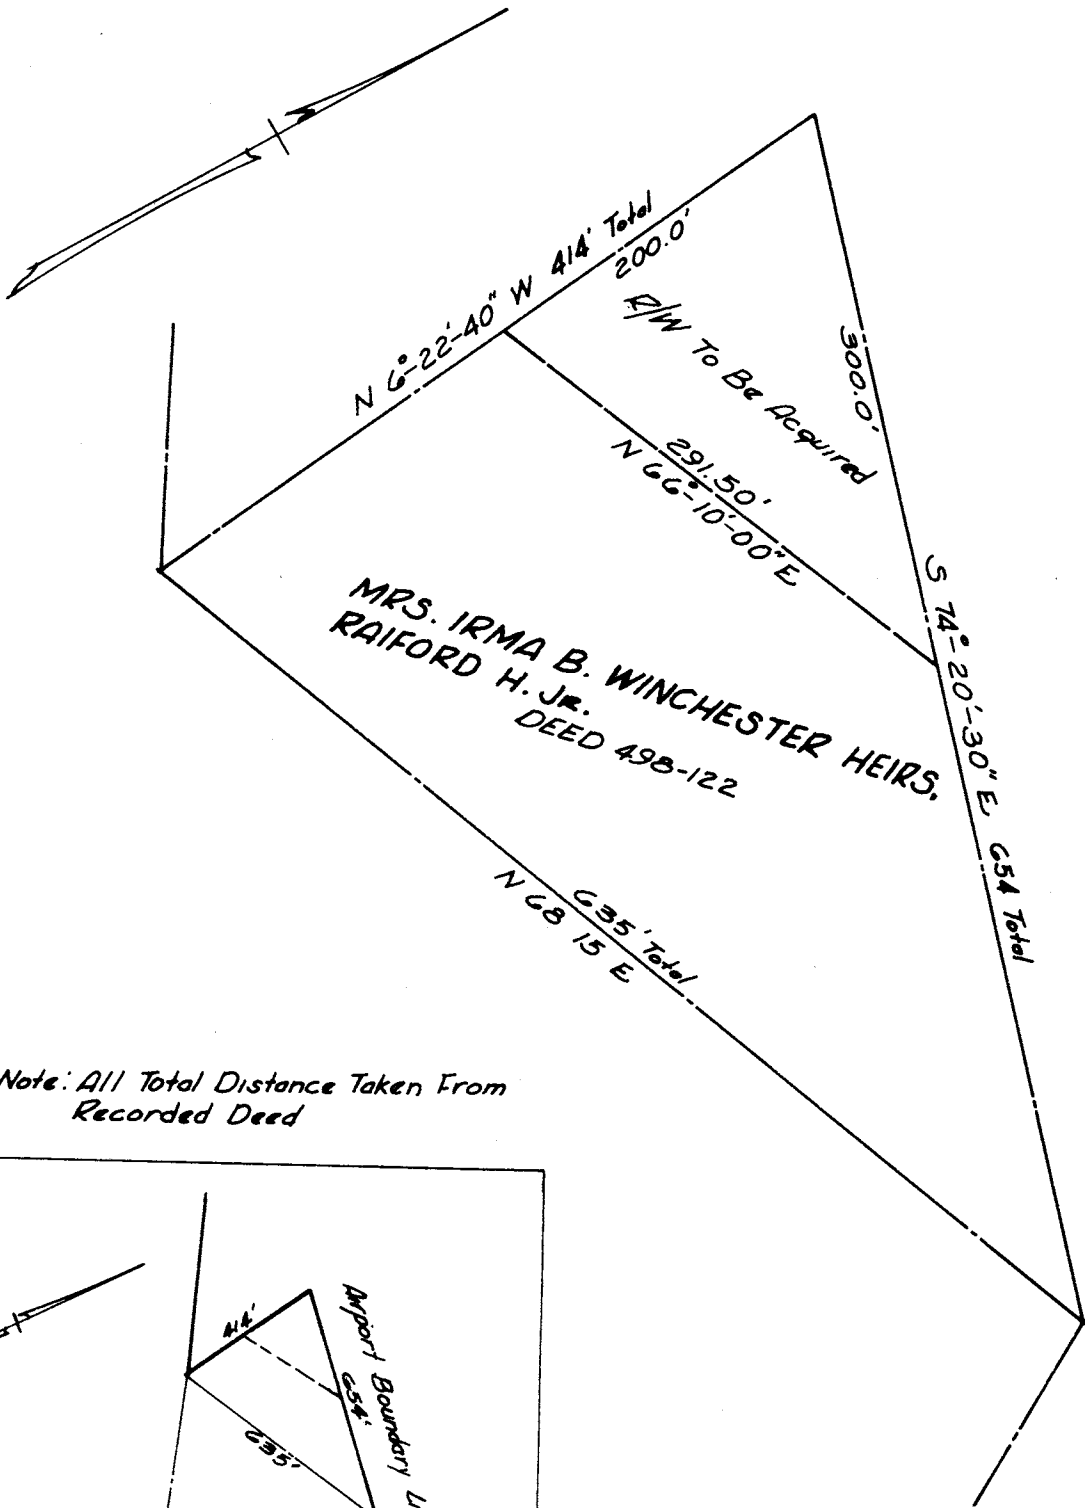 N 6°-22'-40" W 414' Total
200.0'
R/W To Be Acquired
300.0'
291.50'
N 66°-10'-00" E
S 74°-20'-30" E 654 Total
MRS. IRMA B. WINCHESTER HEIRS.
RAIFORD H. JR.
DEED 498-122
635' Total
N 68 15 E
Note: All Total Distance Taken From
Recorded Deed
414'
Airport Boundary
654'
635'